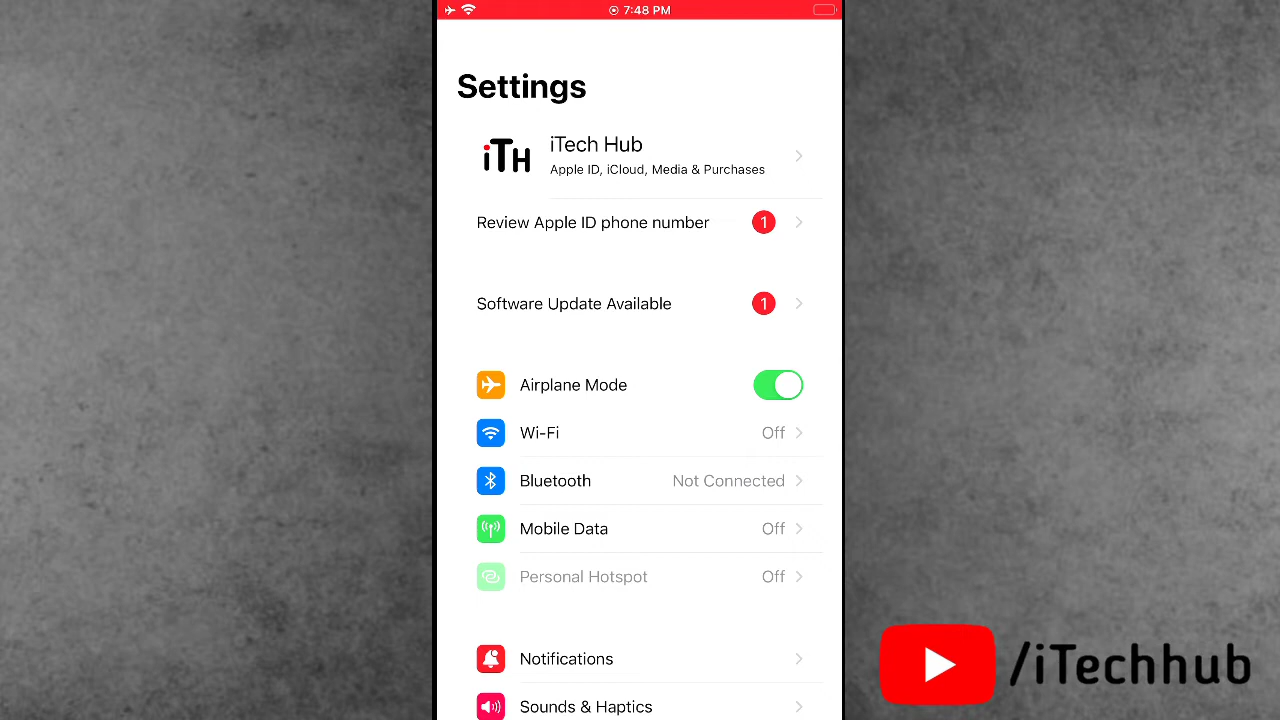 7:48 PM
Settings
iTH
iTech Hub
Apple ID, iCloud, Media & Purchases
Review Apple ID phone number 1
Software Update Available 1
Airplane Mode
Wi-Fi Off
Bluetooth Not Connected
Mobile Data Off
Personal Hotspot Off
Notifications
Sounds & Haptics
/iTechhub